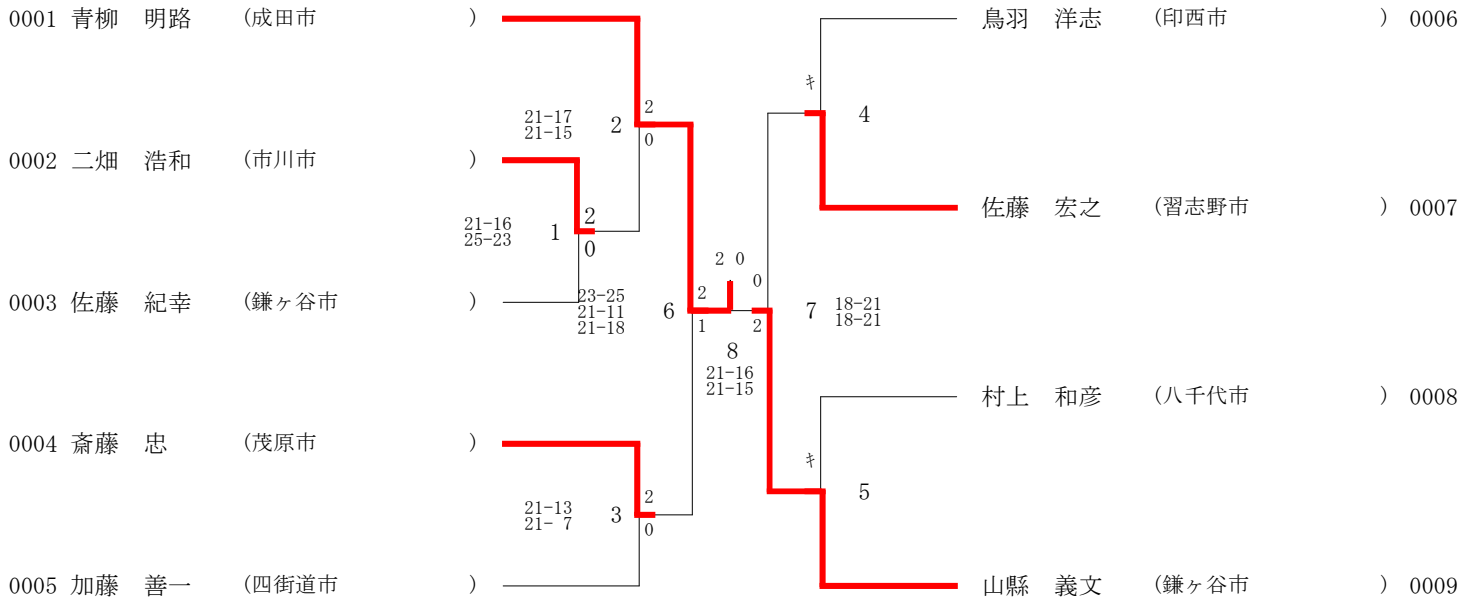 0001 青柳 明路 (成田市 )
鳥羽 洋志 (印西市 ) 0006
キ
4
2
21-17
21-15
2
0
0002 二畑 浩和 (市川市 )
佐藤 宏之 (習志野市 ) 0007
21-16
25-23
1
2
0
2 0
0
0003 佐藤 紀幸 (鎌ヶ谷市 )
23-25
21-11
21-18
6
2
1
2
7
18-21
18-21
8
21-16
21-15
村上 和彦 (八千代市 ) 0008
0004 斎藤 忠 (茂原市 )
キ
5
21-13
21- 7
3
2
0
0005 加藤 善一 (四街道市 )
山縣 義文 (鎌ヶ谷市 ) 0009